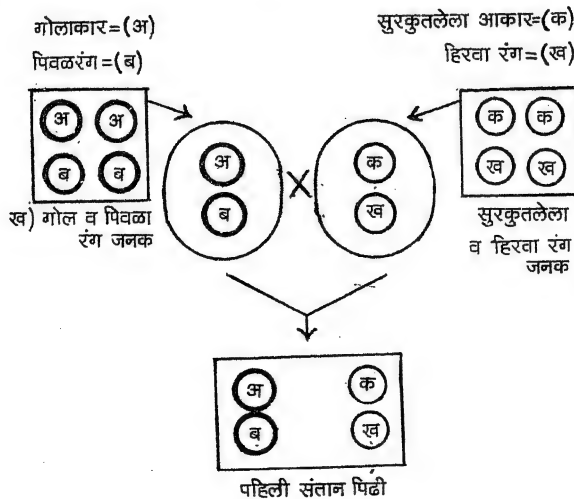 गोलाकार=(अ)
पिवळरंग=(ब)
सुरकुतलेला आकार=(क)
हिरवा रंग=(ख)
अ अ
ब ब
ख) गोल व पिवळा
रंग जनक
अ
ब
X
क
ख
क क
ख ख
सुरकुतलेला
व हिरवा रंग
जनक
अ क
ब ख
पहिली संतान पिढी